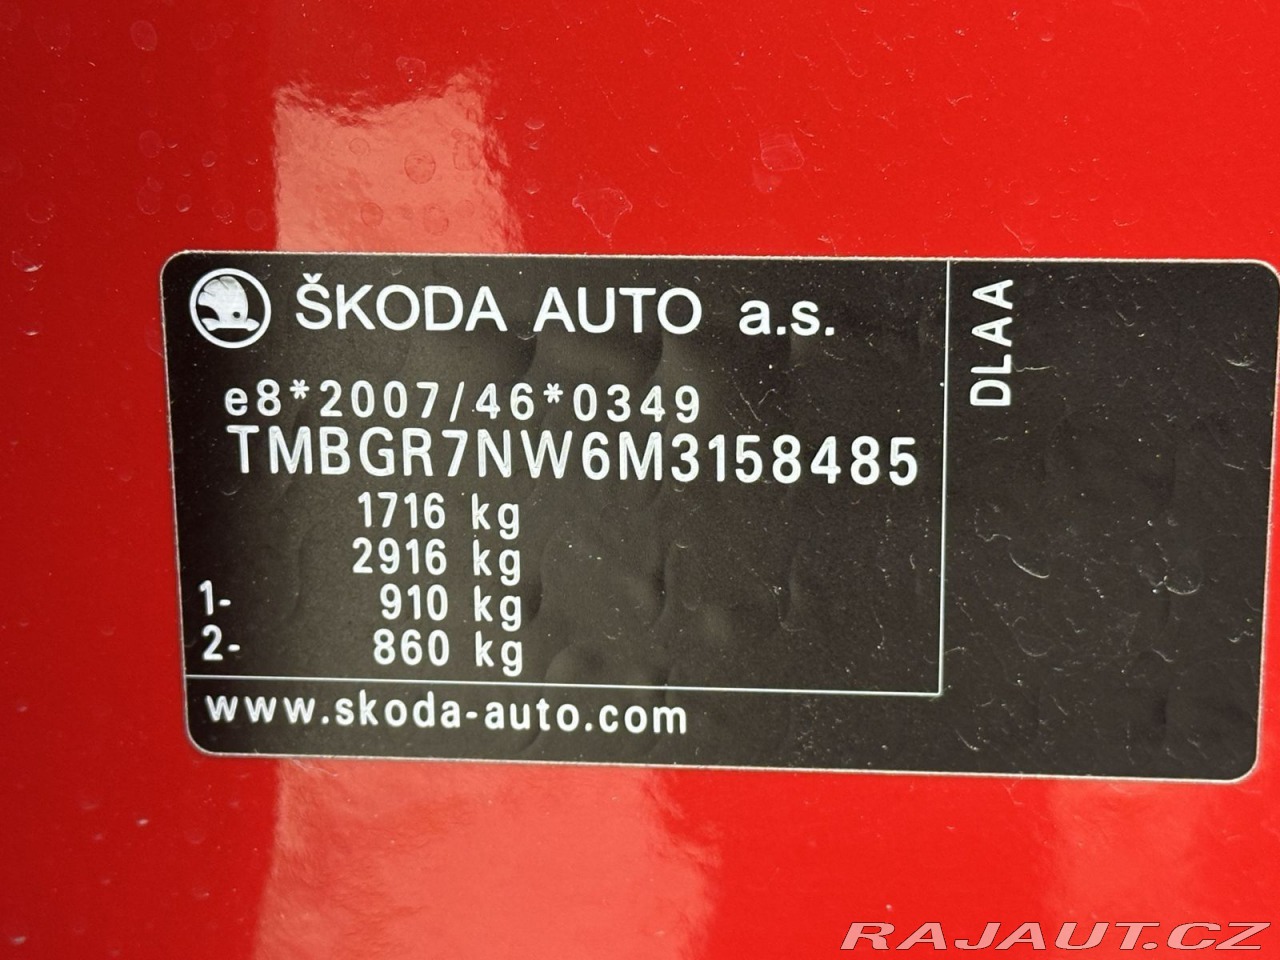 ŠKODA AUTO a.s.
DLAA
e8*2007/46*0349
TMBGR7NW6M3158485
1716 kg
2916 kg
1- 910 kg
2- 860 kg
www.skoda-auto.com
RAJAUT.CZ